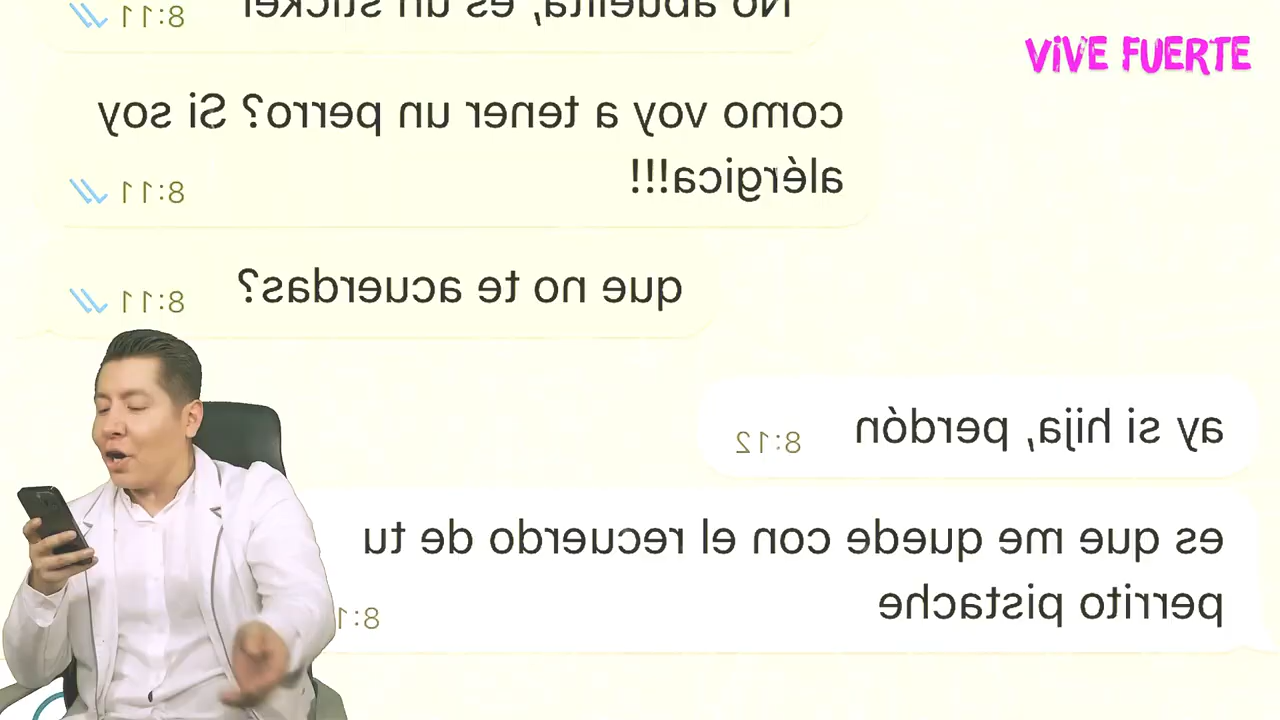 No abuelita, es un sticker
8:11
VIVE FUERTE
como voy a tener un perro? Si soy
alérgica!!!
8:11
que no te acuerdas?
8:11
ay si hija, perdón
8:12
es que me quede con el recuerdo de tu
perrito pistache